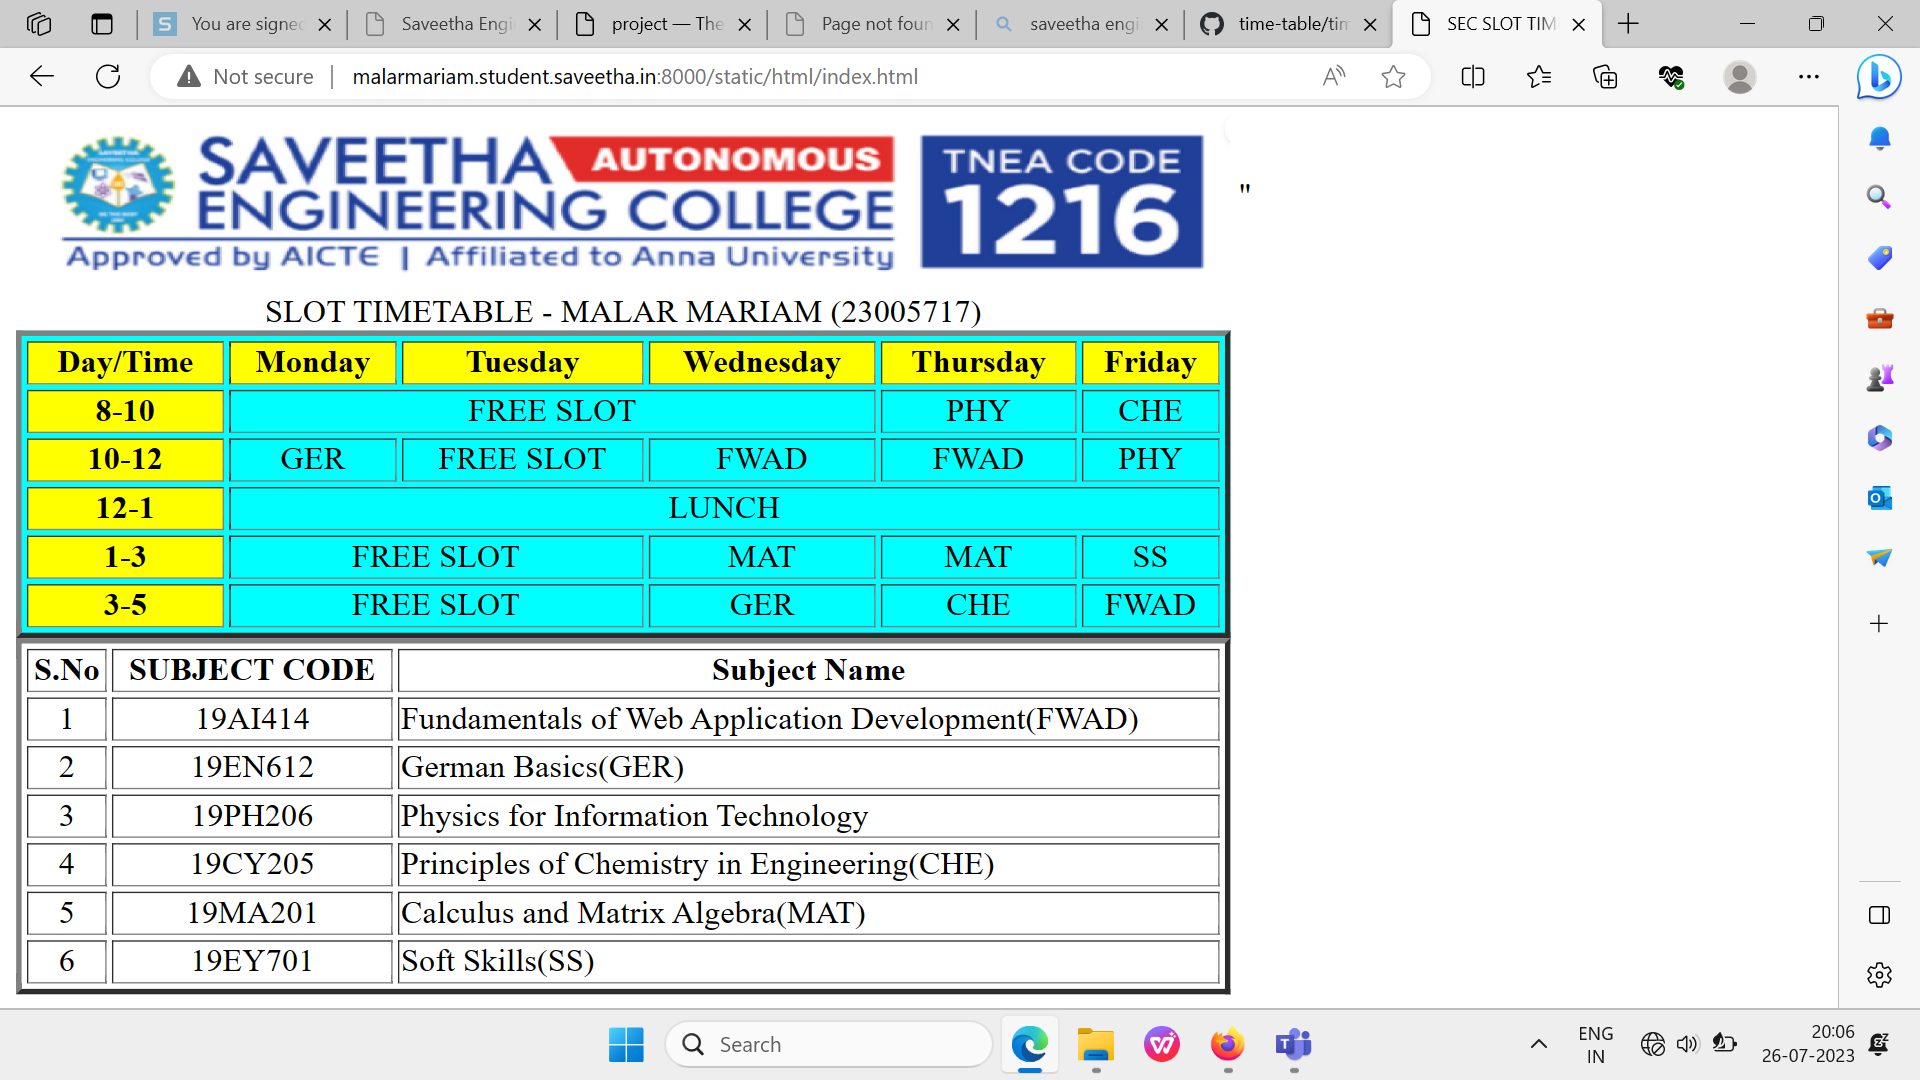 You are signe
Saveetha Engi
project — The
Page not foun
saveetha engi
time-table/tim
SEC SLOT TIM
Not secure
malarmariam.student.saveetha.in:8000/static/html/index.html
SAVEETHA AUTONOMOUS
ENGINEERING COLLEGE
Approved by AICTE | Affiliated to Anna University
TNEA CODE
1216
"
SLOT TIMETABLE - MALAR MARIAM (23005717)
Day/Time Monday Tuesday Wednesday Thursday Friday
8-10 FREE SLOT PHY CHE
10-12 GER FREE SLOT FWAD FWAD PHY
12-1 LUNCH
1-3 FREE SLOT MAT MAT SS
3-5 FREE SLOT GER CHE FWAD
S.No SUBJECT CODE Subject Name
1 19AI414 Fundamentals of Web Application Development(FWAD)
2 19EN612 German Basics(GER)
3 19PH206 Physics for Information Technology
4 19CY205 Principles of Chemistry in Engineering(CHE)
5 19MA201 Calculus and Matrix Algebra(MAT)
6 19EY701 Soft Skills(SS)
Search
ENG
IN
20:06
26-07-2023